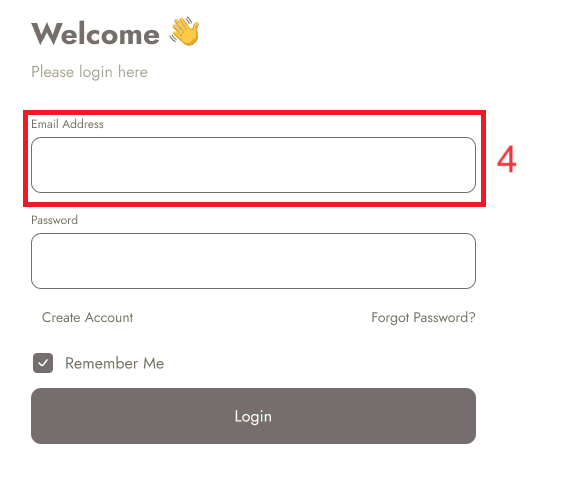 Welcome 👋
Please login here
Email Address
4
Password
Create Account Forgot Password?
Remember Me
Login